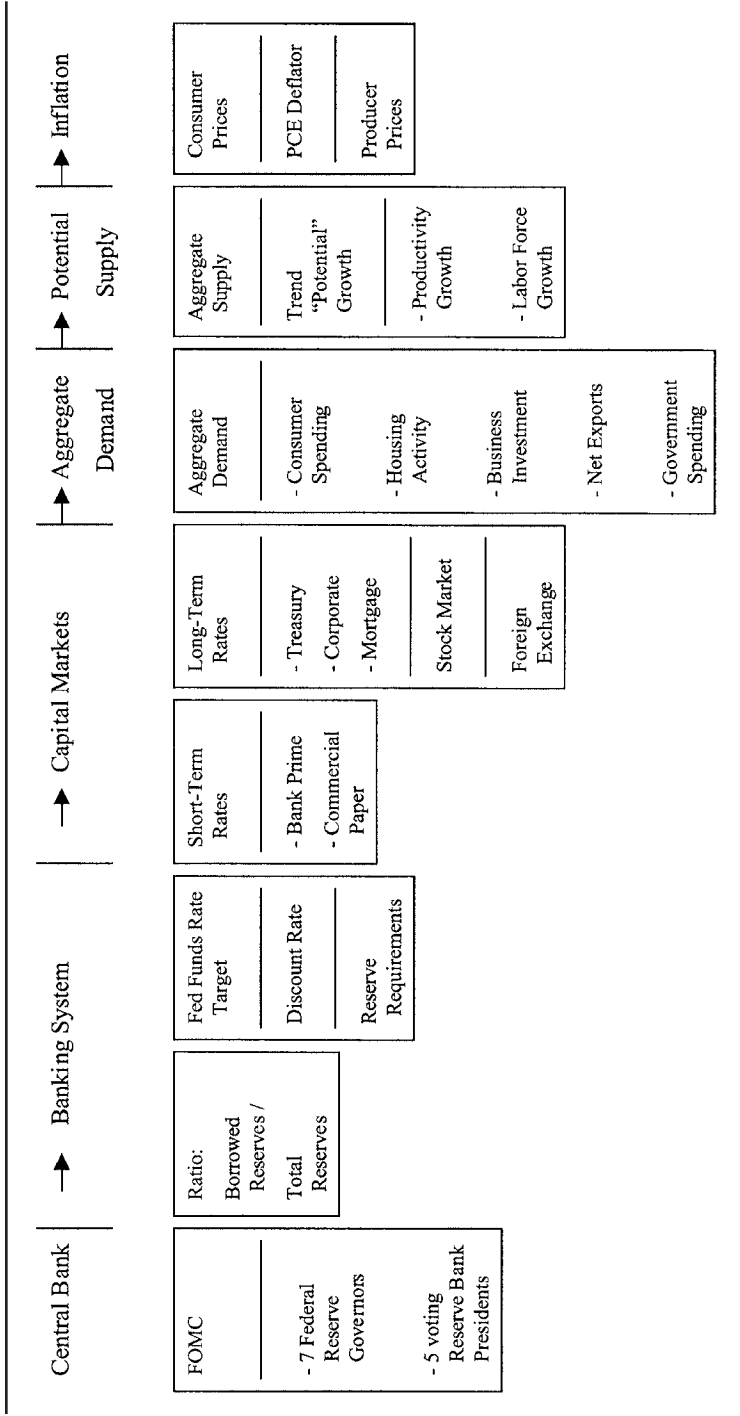 Central Bank
Banking System
Capital Markets
Aggregate
Demand
Potential
Supply
Inflation
FOMC
- 7 Federal
Reserve
Governors
- 5 voting
Reserve Bank
Presidents
Ratio:
Borrowed
Reserves /
Total
Reserves
Fed Funds Rate
Target
Discount Rate
Reserve
Requirements
Short-Term
Rates
- Bank Prime
- Commercial
Paper
Long-Term
Rates
- Treasury
- Corporate
- Mortgage
Stock Market
Foreign
Exchange
Aggregate
Demand
- Consumer
Spending
- Housing
Activity
- Business
Investment
- Net Exports
- Government
Spending
Aggregate
Supply
Trend
“Potential”
Growth
- Productivity
Growth
- Labor Force
Growth
Consumer
Prices
PCE Deflator
Producer
Prices